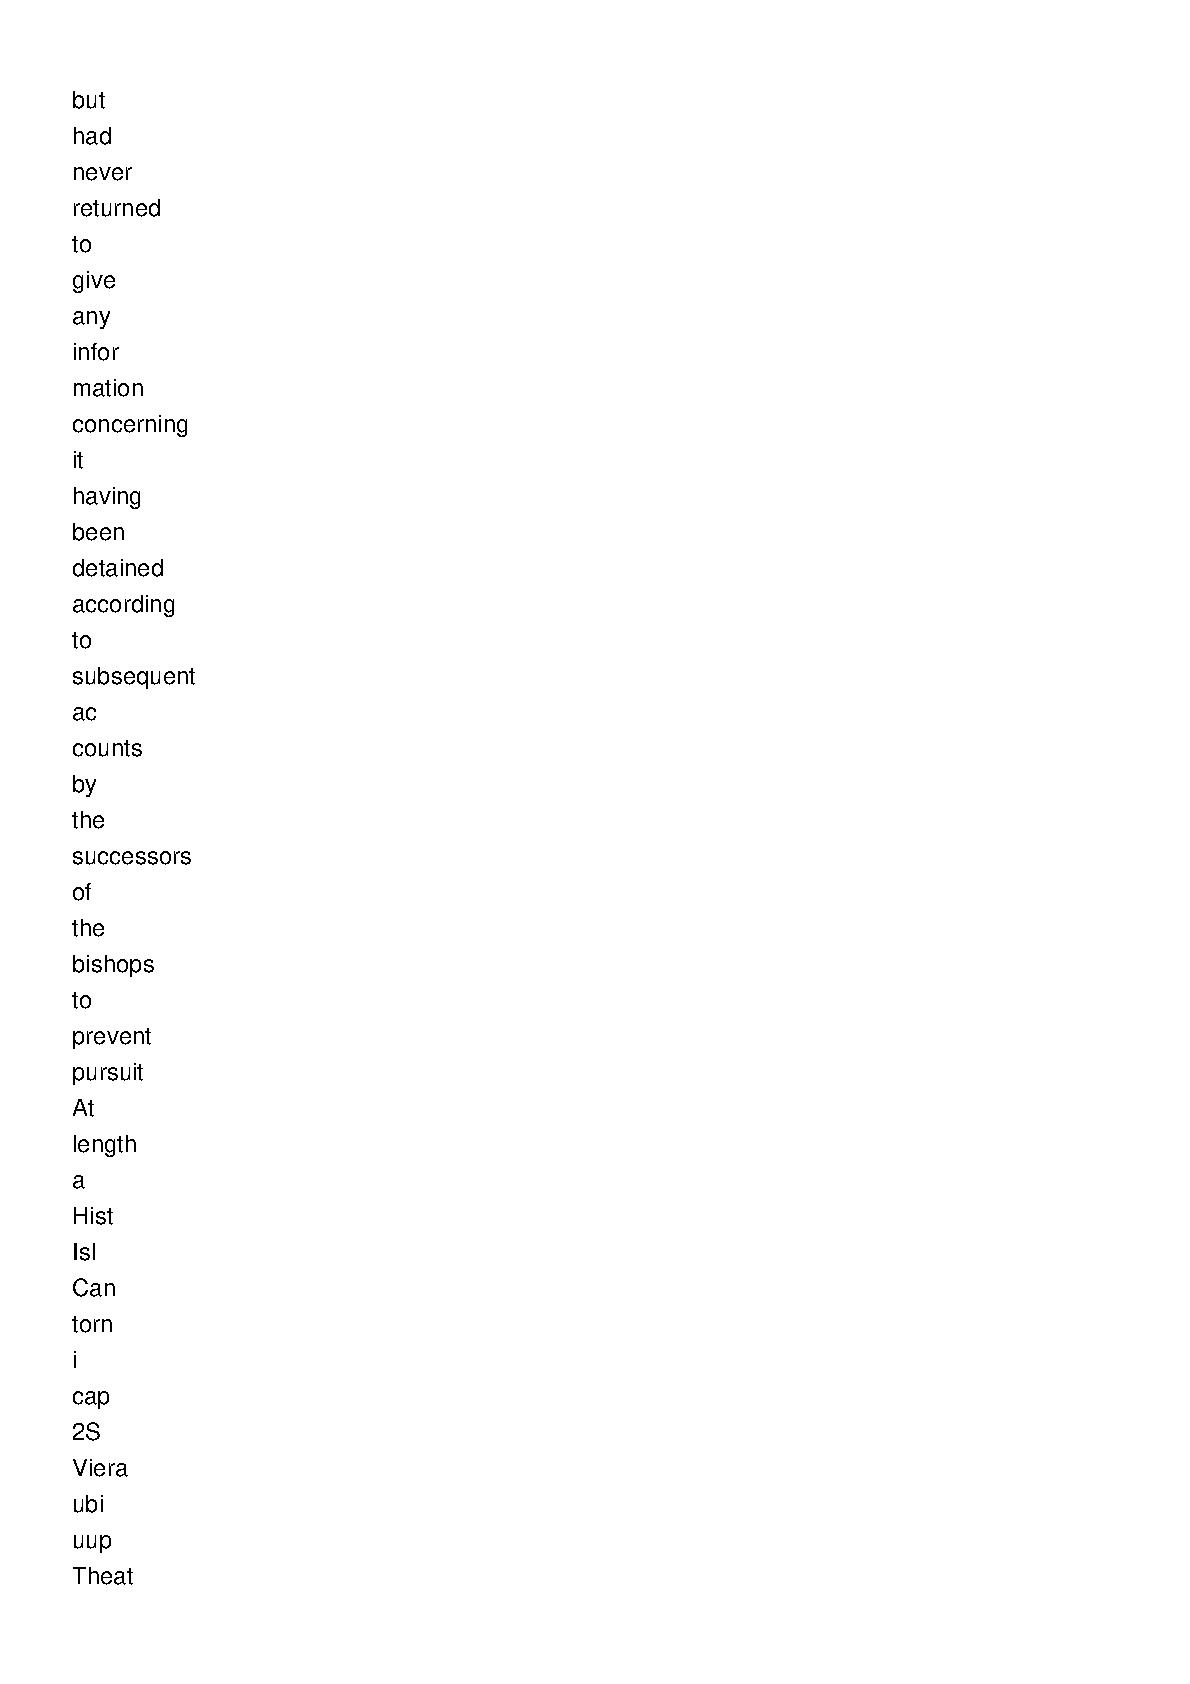 but
had
never
returned
to
give
any
infor
mation
concerning
it
having
been
detained
according
to
subsequent
ac
counts
by
the
successors
of
the
bishops
to
prevent
pursuit
At
length
a
Hist
Isl
Can
torn
i
cap
2S
Viera
ubi
uup
Theat